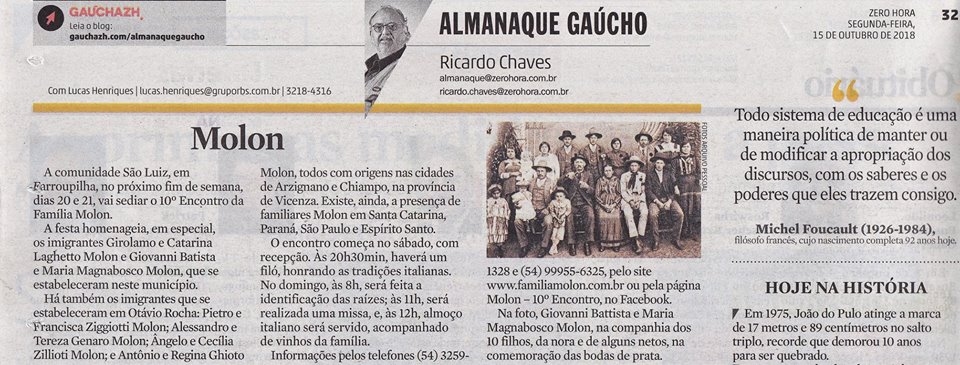 GAÚCHAZH
Leia o blog:
gauchazh.com/almanaquegaucho
Com Lucas Henriques | lucas.henriques@gruporbs.com.br | 3218-4316
ALMANAQUE GAÚCHO
Ricardo Chaves
almanaque@zerohora.com.br
ricardo.chaves@zerohora.com.br
ZERO HORA
SEGUNDA-FEIRA,
15 DE OUTUBRO DE 2018
32
Molon
A comunidade São Luiz, em
Farroupilha, no próximo fim de semana,
dias 20 e 21, vai sediar o 10º Encontro da
Família Molon.
A festa homenageia, em especial,
os imigrantes Girolamo e Catarina
Laghetto Molon e Giovanni Batista
e Maria Magnabosco Molon, que se
estabeleceram neste município.
Há também os imigrantes que se
estabeleceram em Otávio Rocha: Pietro e
Francisca Ziggiotti Molon; Alessandro e
Tereza Genaro Molon; Ângelo e Cecília
Zillioti Molon; e Antônio e Regina Ghioto
Molon, todos com origens nas cidades
de Arzignano e Chiampo, na província
de Vicenza. Existe, ainda, a presença de
familiares Molon em Santa Catarina,
Paraná, São Paulo e Espírito Santo.
O encontro começa no sábado, com
recepção. Às 20h30min, haverá um
filó, honrando as tradições italianas.
No domingo, às 8h, será feita a
identificação das raízes; às 11h, será
realizada uma missa, e, às 12h, almoço
italiano será servido, acompanhado
de vinhos da família.
Informações pelos telefones (54) 3259-
FOTOS ARQUIVO PESSOAL
1328 e (54) 99955-6325, pelo site
www.familiamolon.com.br ou pela página
Molon – 10º Encontro, no Facebook.
Na foto, Giovanni Battista e Maria
Magnabosco Molon, na companhia dos
10 filhos, da nora e de alguns netos, na
comemoração das bodas de prata.
“
Todo sistema de educação é uma
maneira política de manter ou
de modificar a apropriação dos
discursos, com os saberes e os
poderes que eles trazem consigo.
Michel Foucault (1926-1984),
filósofo francês, cujo nascimento completa 92 anos hoje.
HOJE NA HISTÓRIA
Em 1975, João do Pulo atinge a marca
de 17 metros e 89 centímetros no salto
triplo, recorde que demorou 10 anos
para ser quebrado.